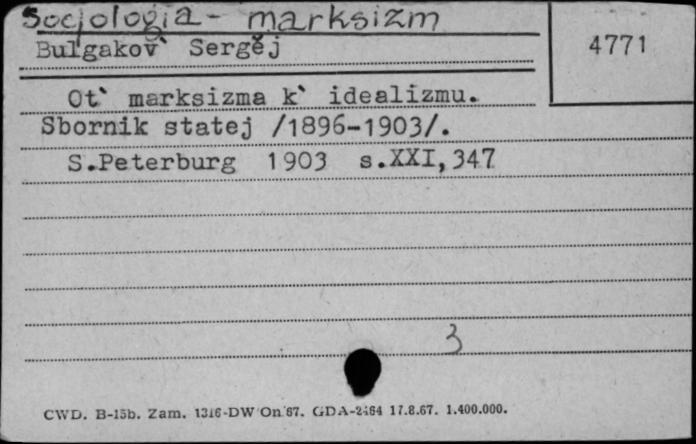 Socjologia - marksizm
Bulgakov` Sergěj
4771
Ot` marksizma k` idealizmu.
Sbornik statej /1896-1903/.
S.Peterburg 1903 s.XXI,347
3
CWD. B-15b. Zam. 1316-DW On. 67. GDA-2464 17.8.67. 1.400.000.